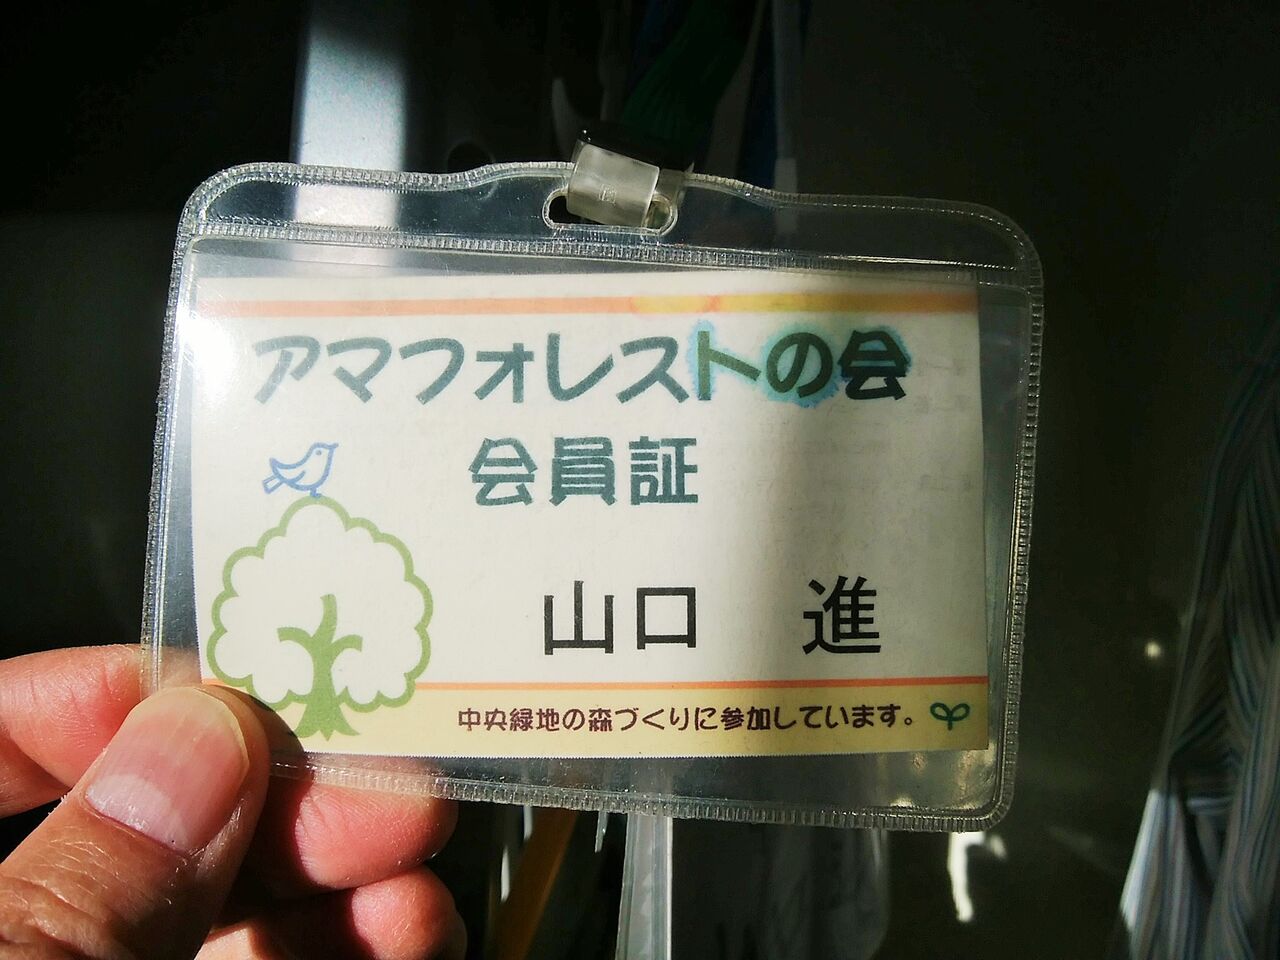 アマフォレストの会
会員証
山口 進
中央緑地の森づくりに参加しています。